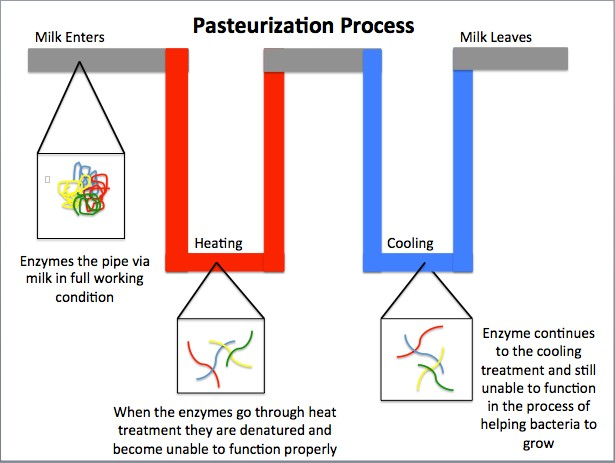 Pasteurization Process
Milk Enters
Milk Leaves
Heating
Cooling
Enzymes the pipe via
milk in full working
condition
When the enzymes go through heat
treatment they are denatured and
become unable to function properly
Enzyme continues
to the cooling
treatment and still
unable to function
in the process of
helping bacteria to
grow